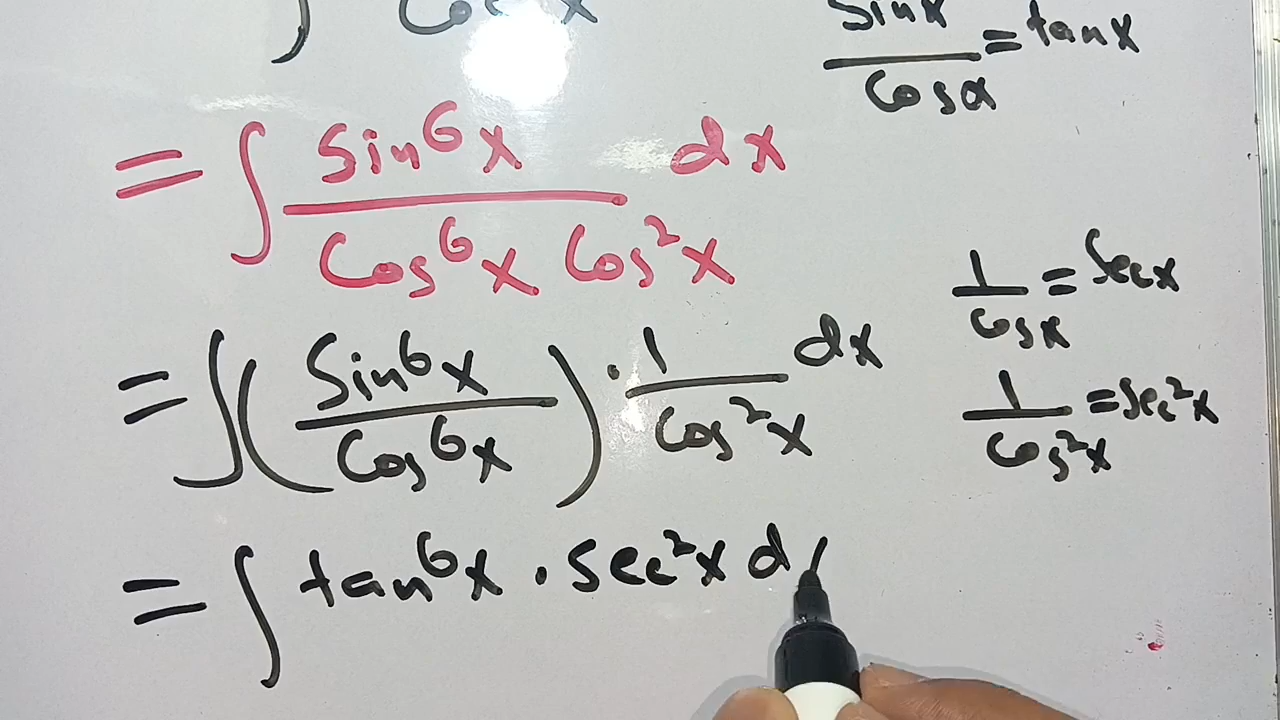 ∫ Cos x
Sinx / Cosx = tanx
= ∫ Sin⁶x / Cos⁶x Cos²x dx
1 / Cosx = Secx
= ∫ (Sin⁶x / Cos⁶x) · 1 / Cos²x dx
1 / Cos²x = Sec²x
= ∫ tan⁶x · Sec²x d